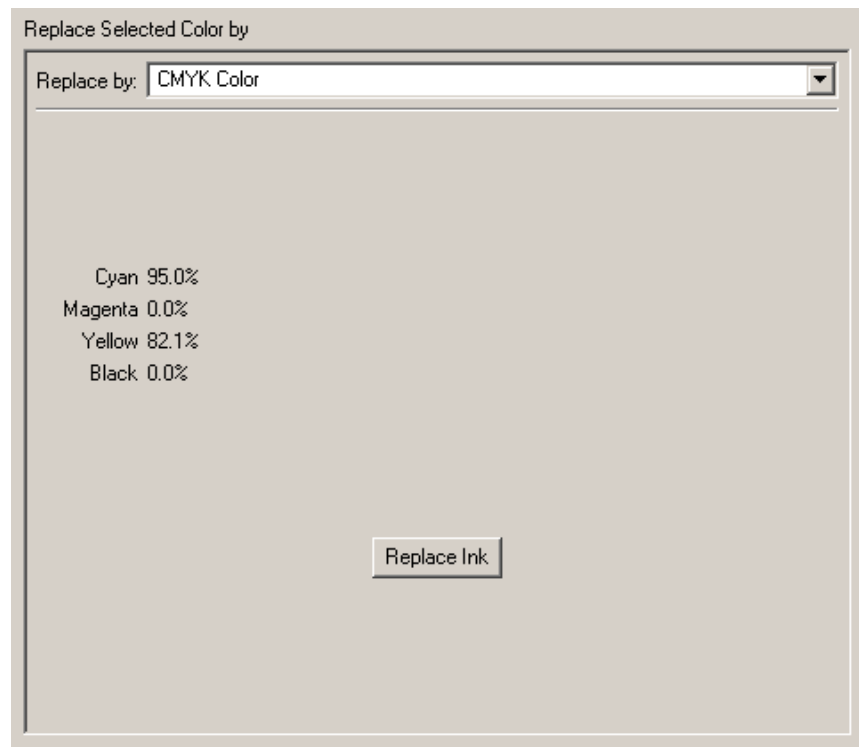 Replace Selected Color by
Replace by: CMYK Color
Cyan 95.0%
Magenta 0.0%
Yellow 82.1%
Black 0.0%
Replace Ink